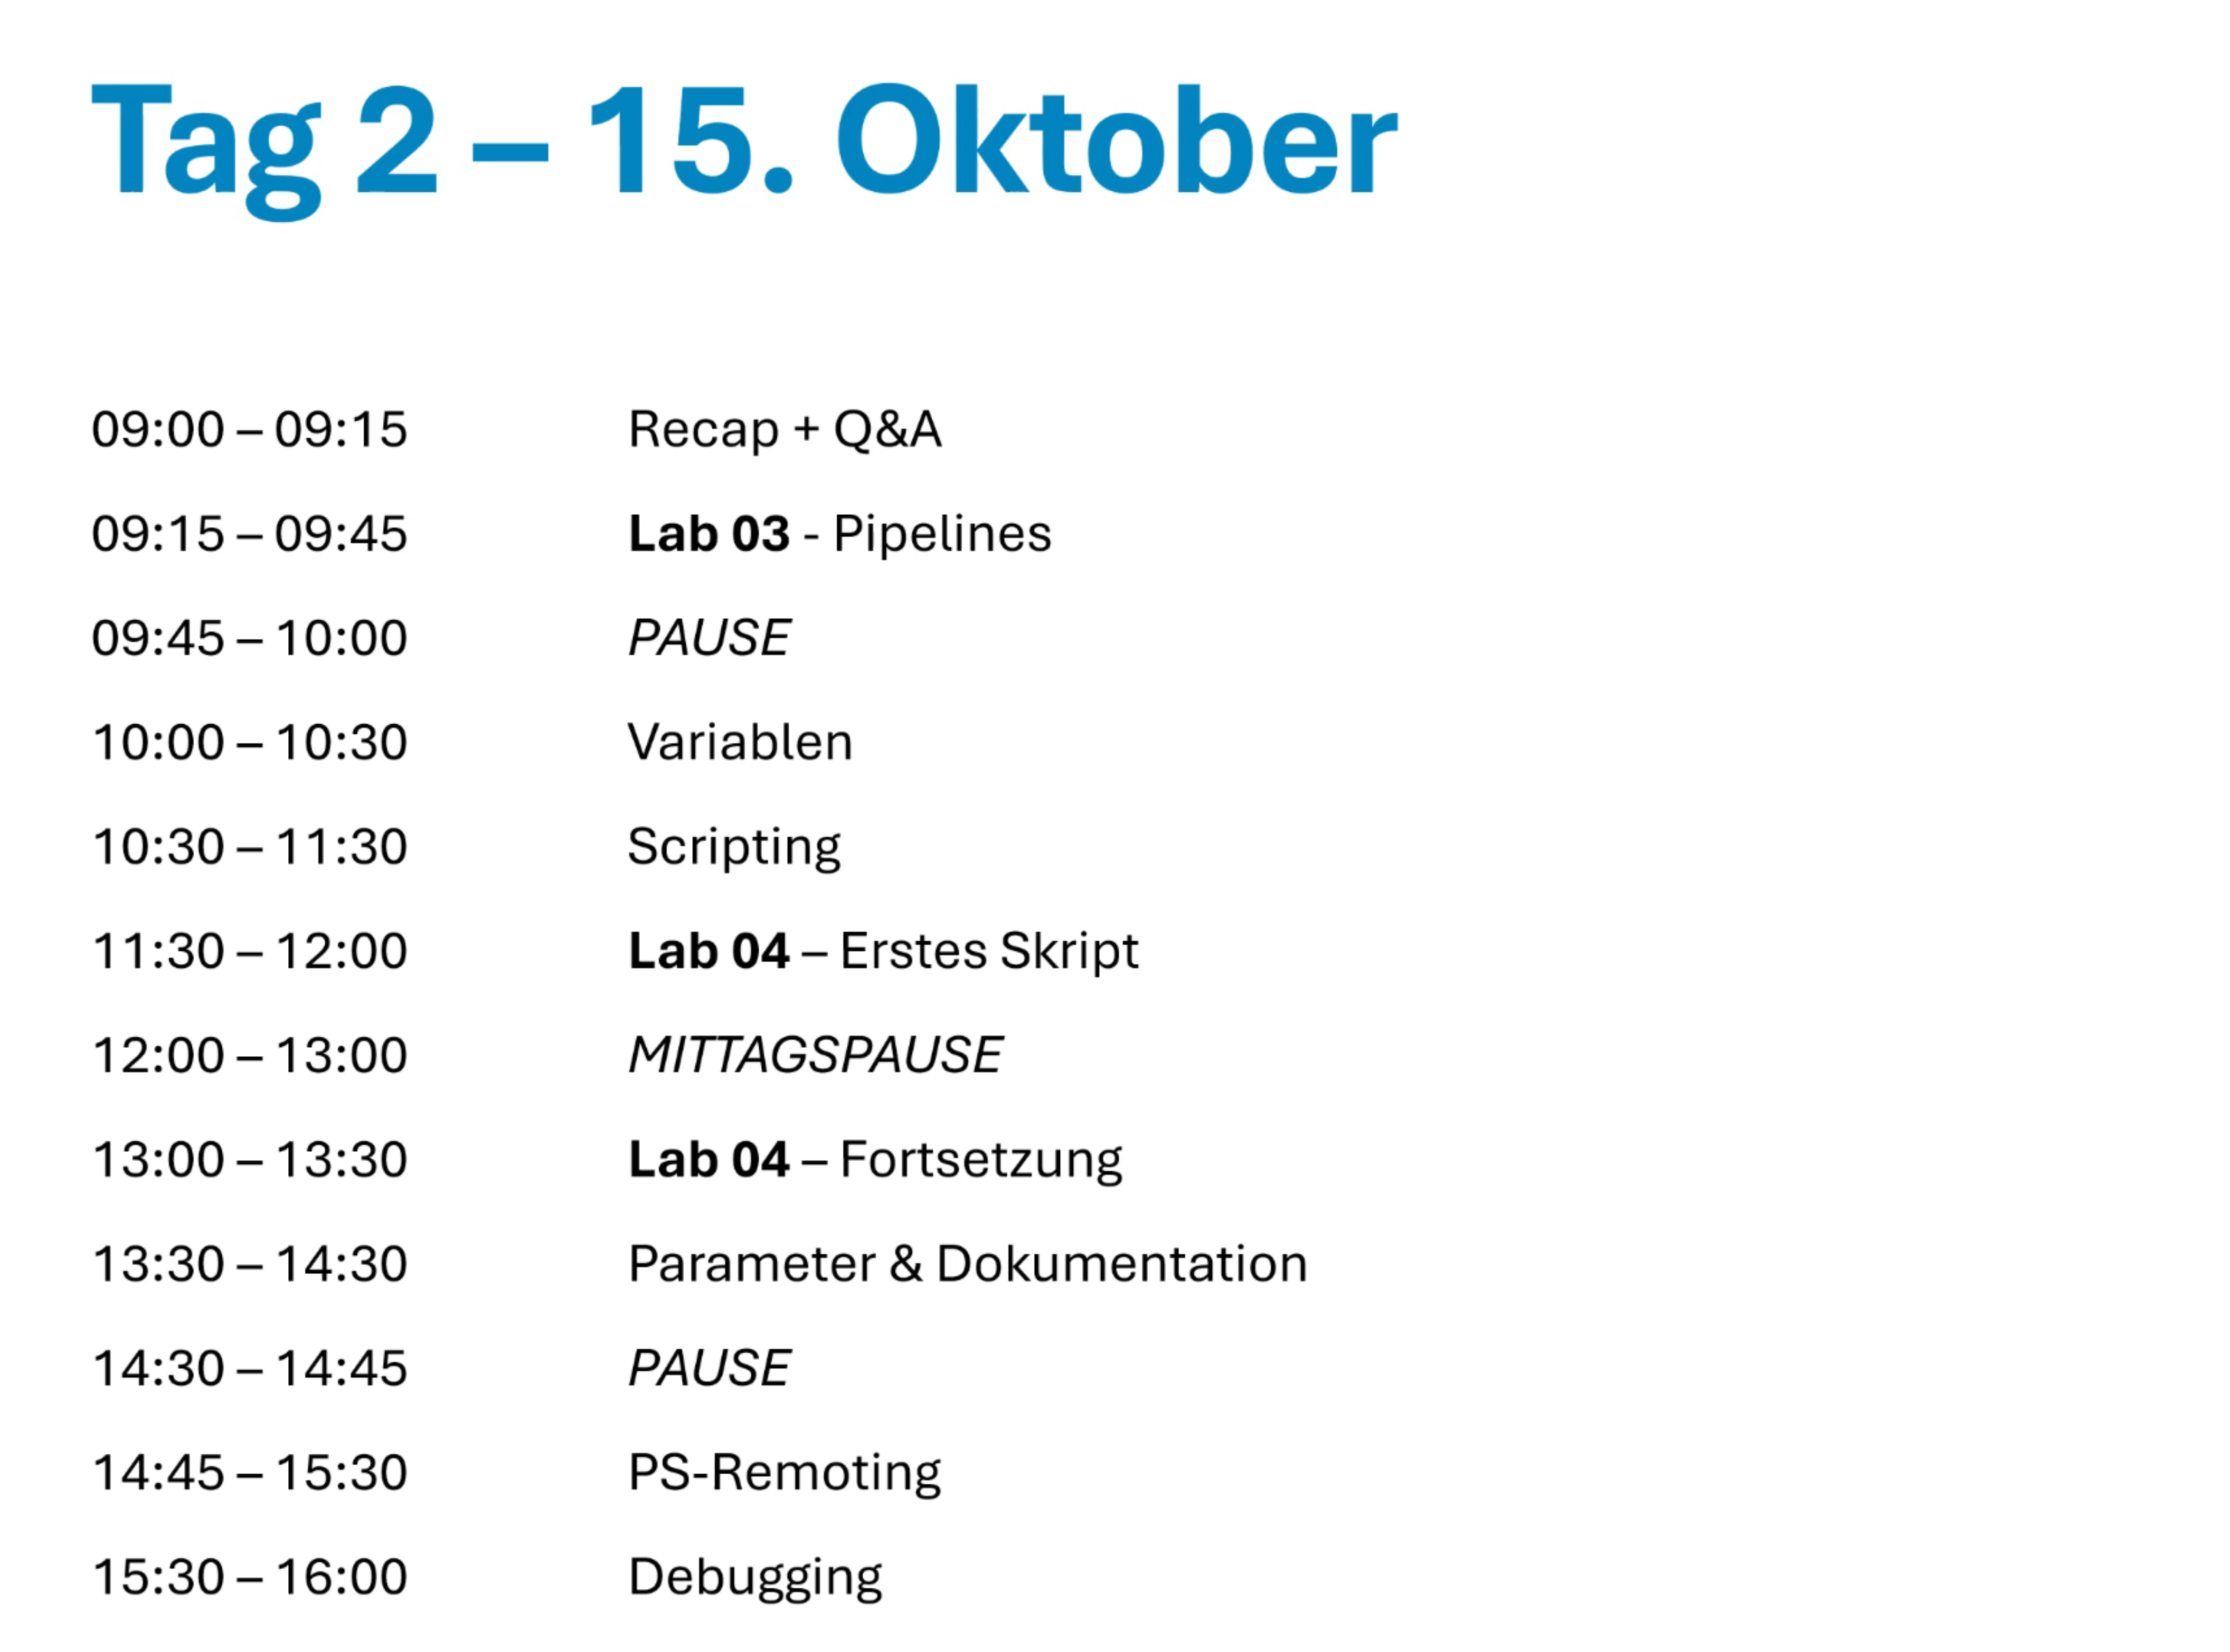 Tag 2 – 15. Oktober
09:00 – 09:15 Recap + Q&A
09:15 – 09:45 Lab 03 - Pipelines
09:45 – 10:00 PAUSE
10:00 – 10:30 Variablen
10:30 – 11:30 Scripting
11:30 – 12:00 Lab 04 – Erstes Skript
12:00 – 13:00 MITTAGSPAUSE
13:00 – 13:30 Lab 04 – Fortsetzung
13:30 – 14:30 Parameter & Dokumentation
14:30 – 14:45 PAUSE
14:45 – 15:30 PS-Remoting
15:30 – 16:00 Debugging